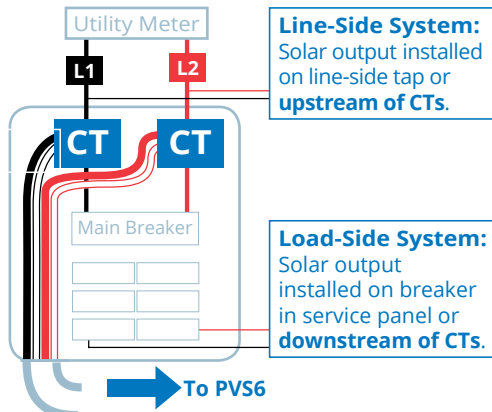 Utility Meter
L1
L2
Line-Side System:
Solar output installed
on line-side tap or
upstream of CTs.
CT
CT
Main Breaker
Load-Side System:
Solar output
installed on breaker
in service panel or
downstream of CTs.
To PVS6